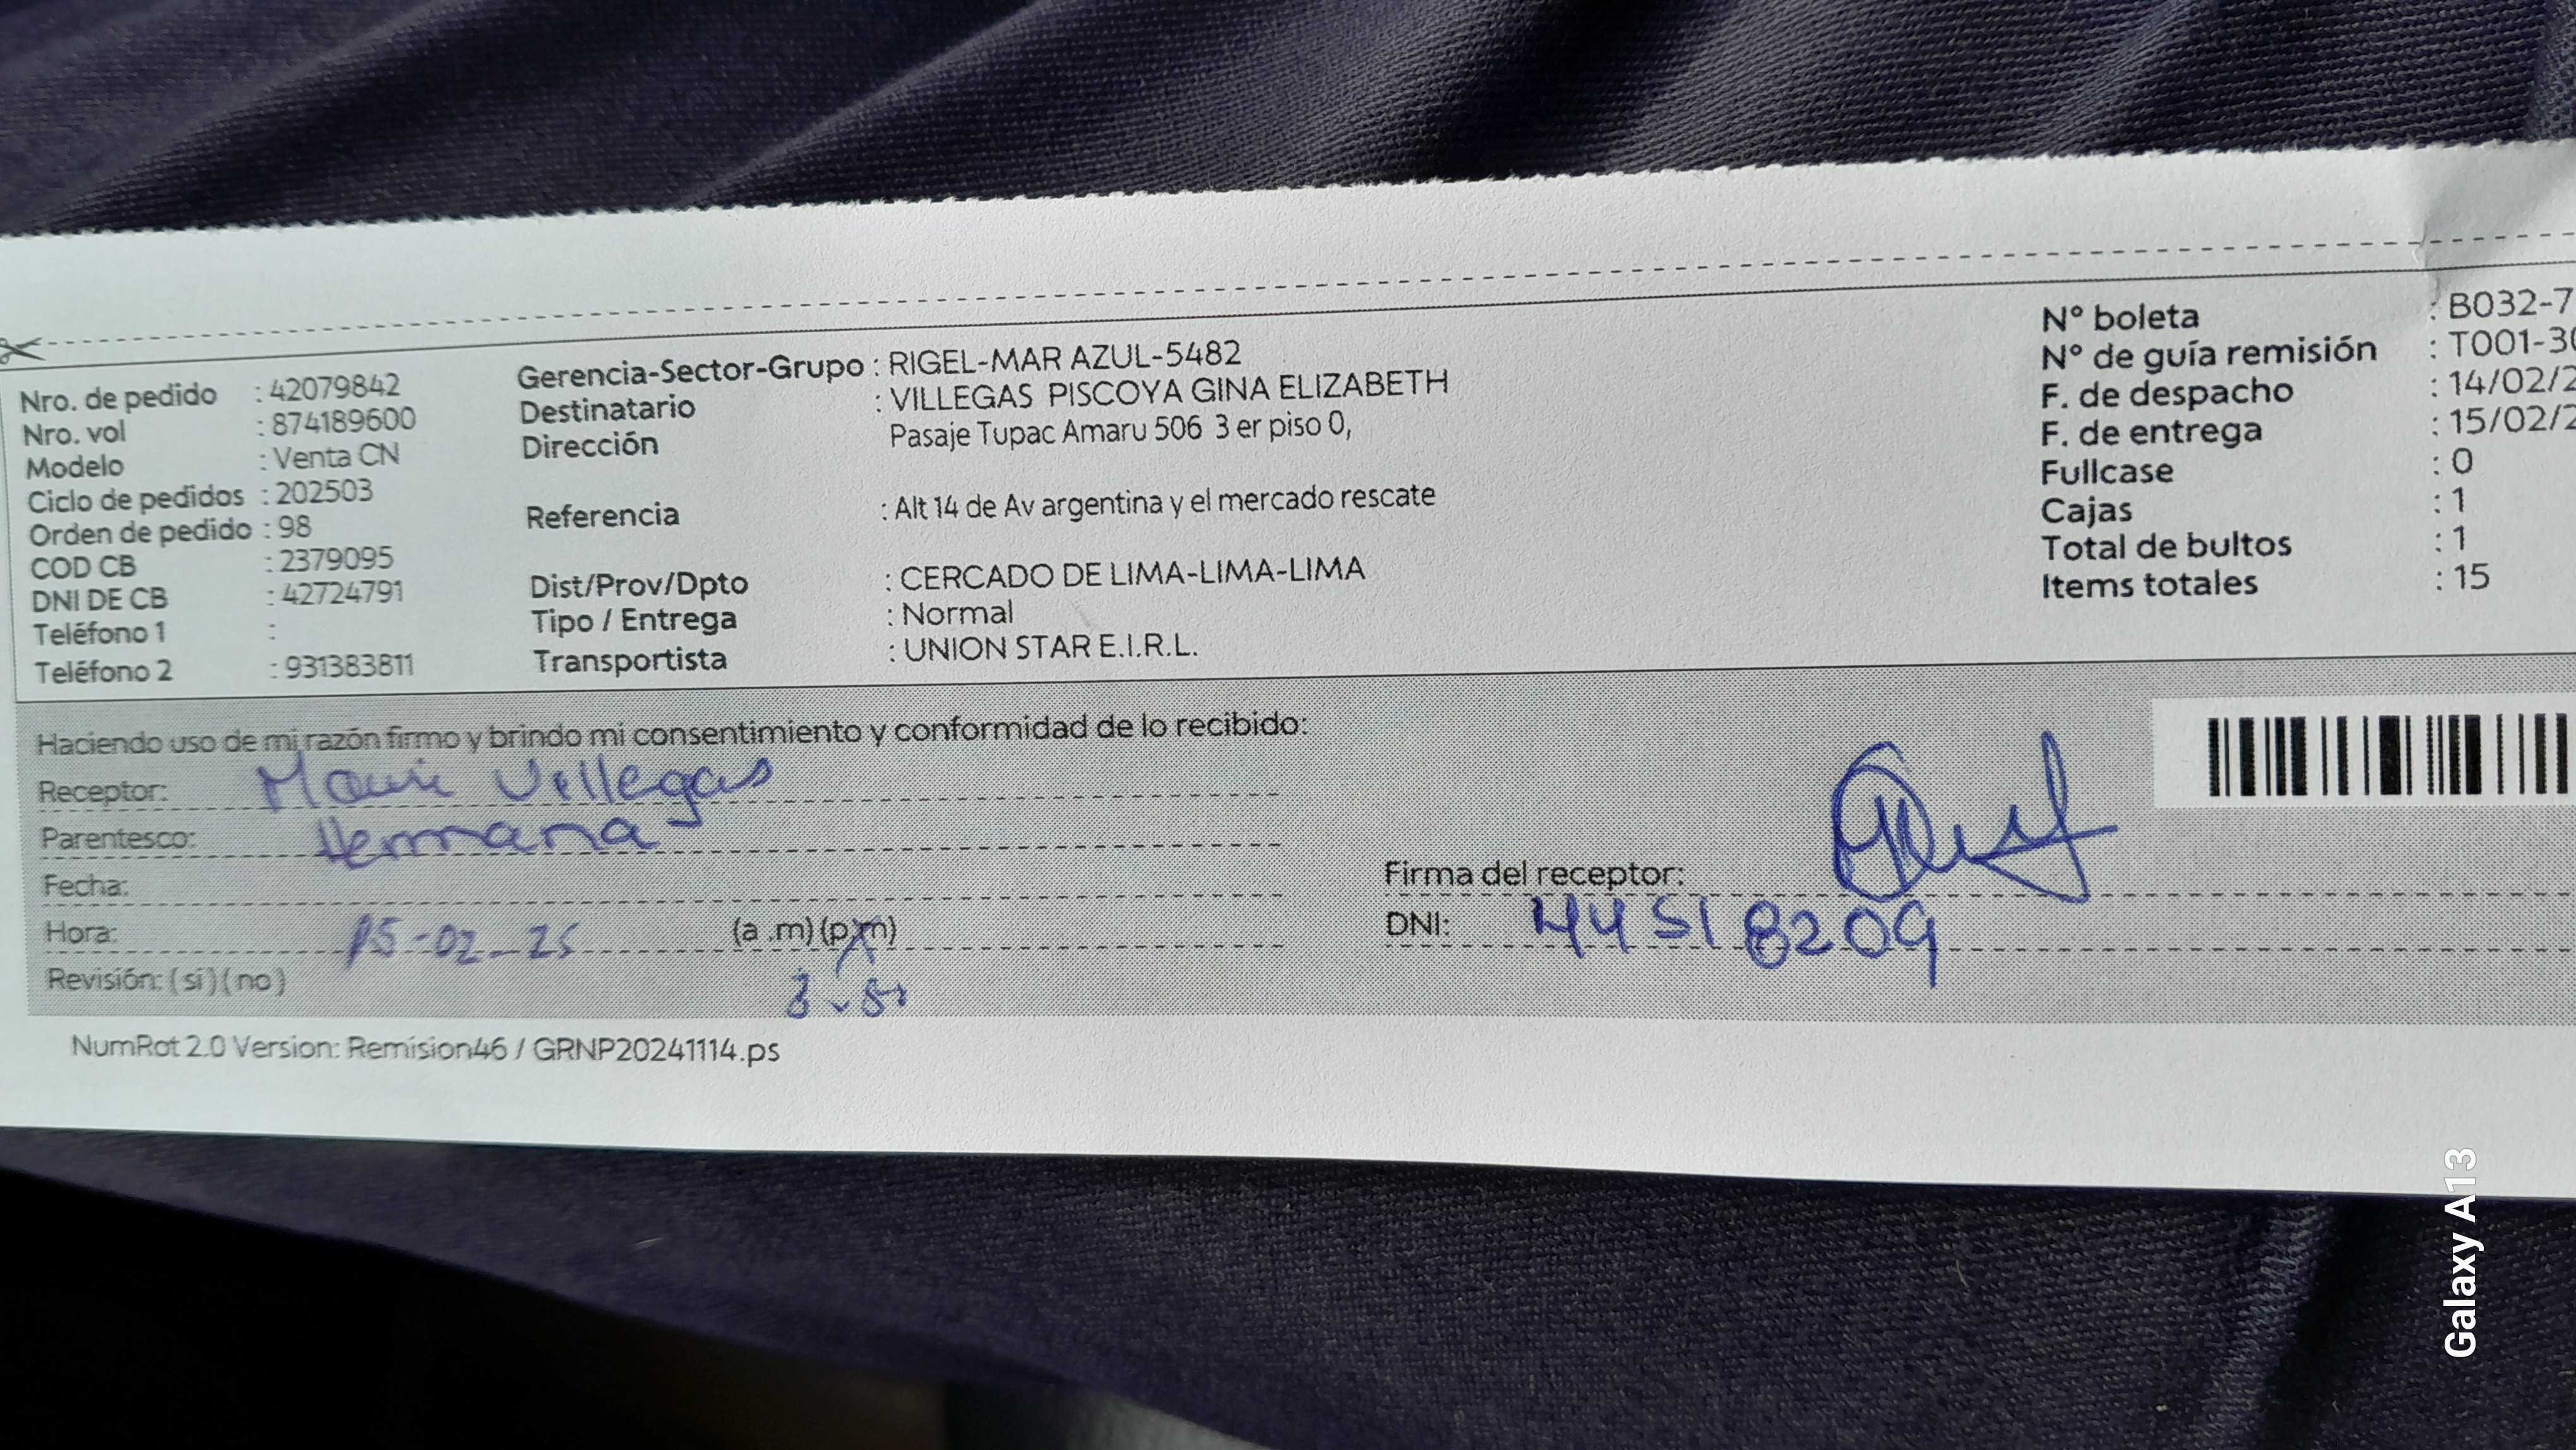 Nro. de pedido : 42079842
Nro. vol : 874189600
Modelo : Venta CN
Ciclo de pedidos : 202503
Orden de pedido : 98
COD CB : 2379095
DNI DE CB : 42724791
Teléfono 1 :
Teléfono 2 : 931383811
Gerencia-Sector-Grupo : RIGEL-MAR AZUL-5482
Destinatario : VILLEGAS PISCOYA GINA ELIZABETH
Dirección Pasaje Tupac Amaru 506 3 er piso 0,
Referencia : Alt 14 de Av argentina y el mercado rescate
Dist/Prov/Dpto : CERCADO DE LIMA-LIMA-LIMA
Tipo / Entrega : Normal
Transportista : UNION STAR E.I.R.L.
N° boleta : B032-7
N° de guía remisión : T001-30
F. de despacho : 14/02/2
F. de entrega : 15/02/2
Fullcase : 0
Cajas : 1
Total de bultos : 1
Items totales : 15
Haciendo uso de mi razón firmo y brindo mi consentimiento y conformidad de lo recibido:
Receptor: Villegas
Parentesco: Hermana
Fecha:
Hora: 15-02-25 (a .m) (p.m)
Revisión: (si) (no)
Firma del receptor:
DNI: 44518209
NumRot 2.0 Version: Remision46 / GRNP20241114.ps
Galaxy A13